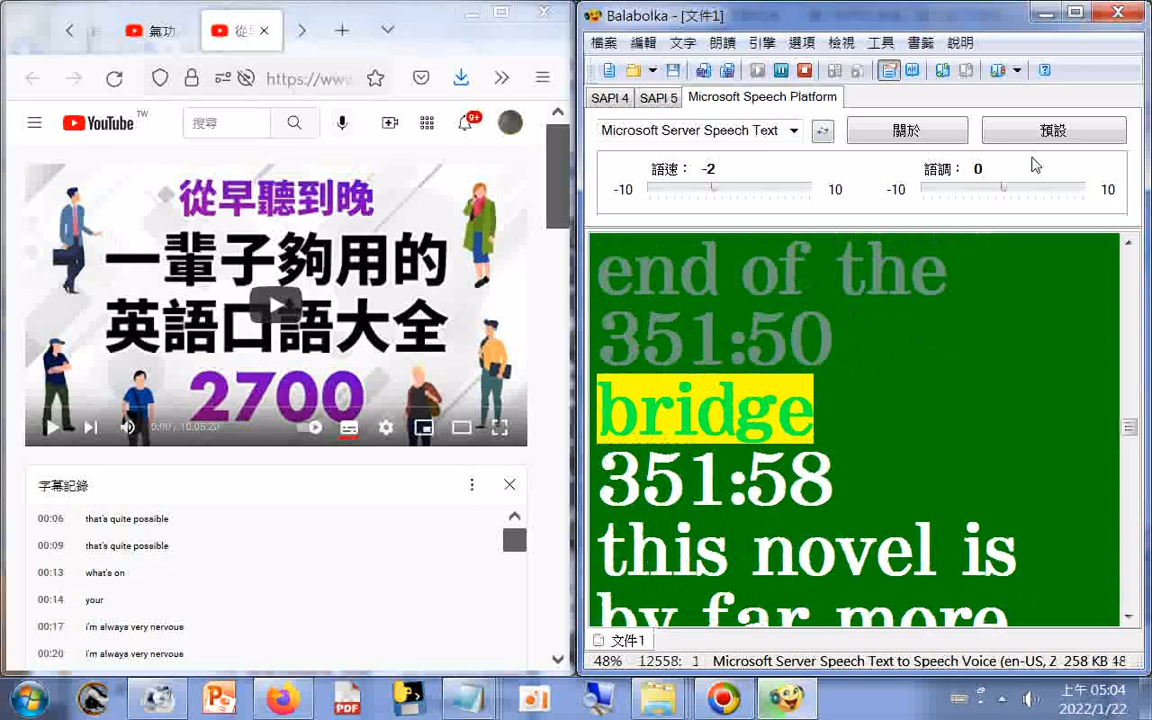 氣功
從
https://www
YouTube TW
搜尋
9+
從早聽到晚
一輩子夠用的
英語口語大全
2700
0:00 / 10:05:20
字幕記錄
00:06 that's quite possible
00:09 that's quite possible
00:13 what's on
00:14 your
00:17 i'm always very nervous
00:20 i'm always very nervous
Balabolka - [文件1]
檔案 編輯 文字 朗讀 引擎 選項 檢視 工具 書籤 說明
SAPI 4 SAPI 5 Microsoft Speech Platform
Microsoft Server Speech Text 關於 預設
語速： -2 語調： 0
-10 10 -10 10
end of the
351:50
bridge
351:58
this novel is
by far more
文件1
48% 12558: 1 Microsoft Server Speech Text to Speech Voice (en-US, 2 258 KB 48
PDF
上午 05:04
2022/1/22